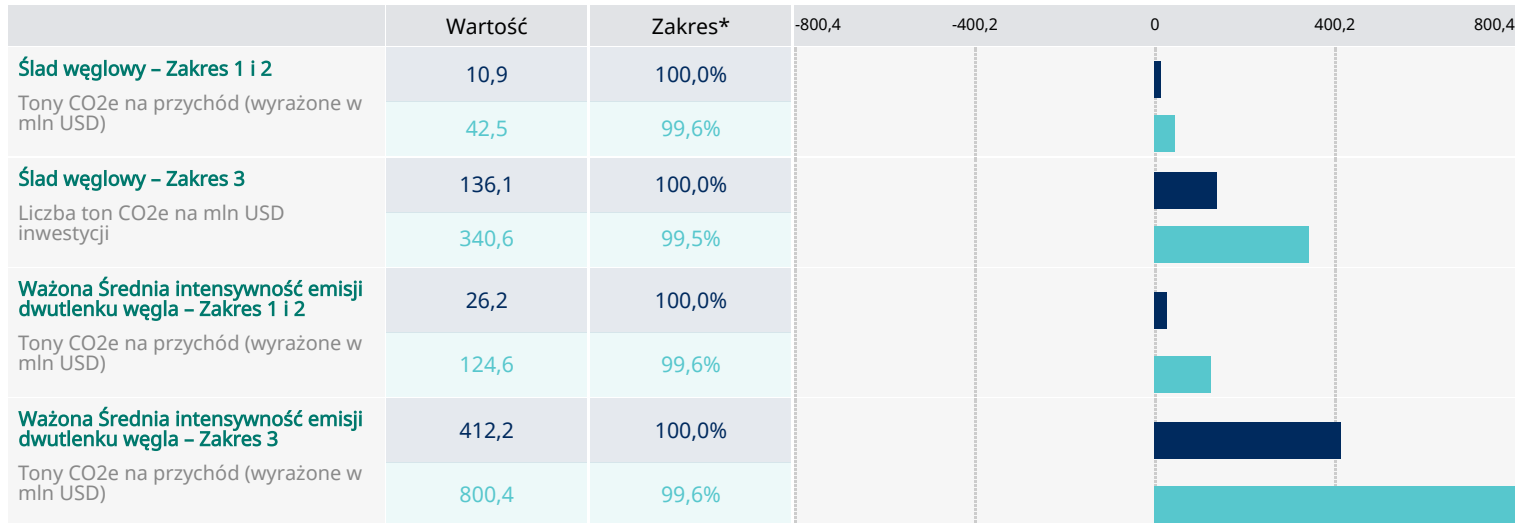 Wartość Zakres* -800,4 -400,2 0 400,2 800,4
Ślad węglowy – Zakres 1 i 2
Tony CO2e na przychód (wyrażone w
mln USD)
10,9 100,0%
42,5 99,6%
Ślad węglowy – Zakres 3
Liczba ton CO2e na mln USD
inwestycji
136,1 100,0%
340,6 99,5%
Ważona Średnia intensywność emisji
dwutlenku węgla – Zakres 1 i 2
Tony CO2e na przychód (wyrażone w
mln USD)
26,2 100,0%
124,6 99,6%
Ważona Średnia intensywność emisji
dwutlenku węgla – Zakres 3
Tony CO2e na przychód (wyrażone w
mln USD)
412,2 100,0%
800,4 99,6%